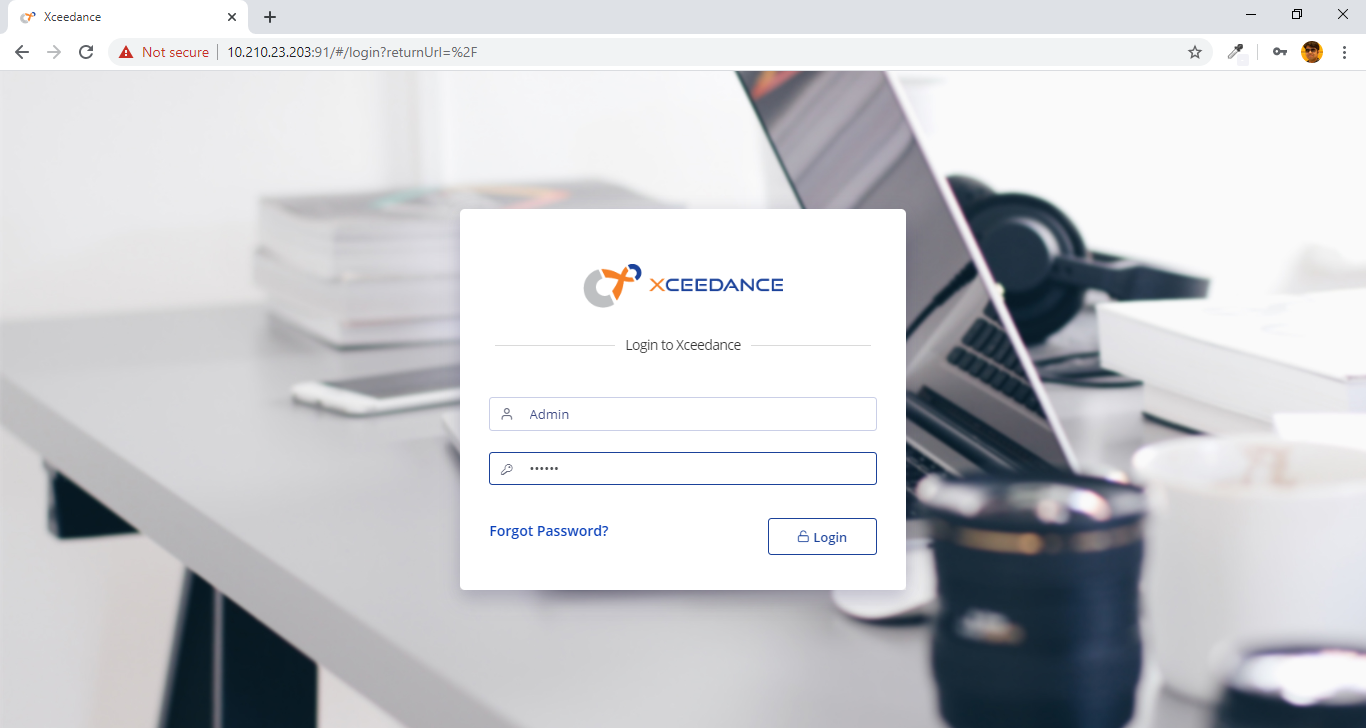 Xceedance
Not secure
10.210.23.203:91/#/login?returnUrl=%2F
XCEEDANCE
Login to Xceedance
Admin
••••••
Forgot Password?
Login